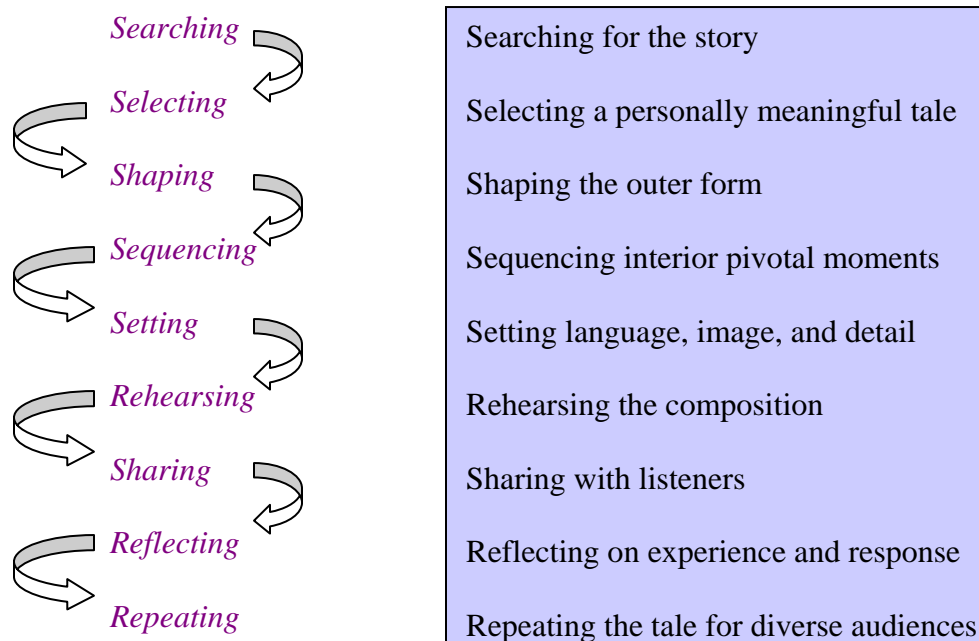 Searching
Selecting
Shaping
Sequencing
Setting
Rehearsing
Sharing
Reflecting
Repeating
Searching for the story
Selecting a personally meaningful tale
Shaping the outer form
Sequencing interior pivotal moments
Setting language, image, and detail
Rehearsing the composition
Sharing with listeners
Reflecting on experience and response
Repeating the tale for diverse audiences